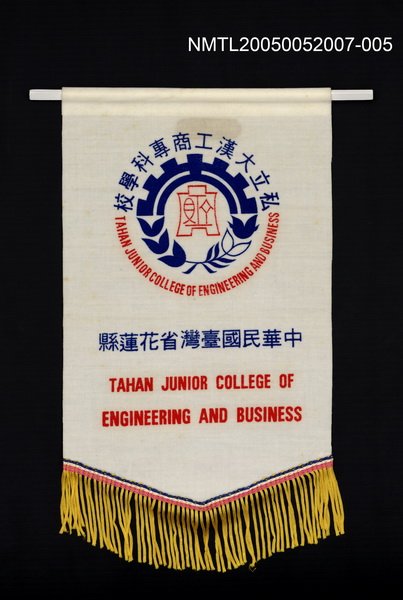 NMTL20050052007-005
私立大漢工商專科學校
TAHAN JUNIOR COLLEGE OF ENGINEERING AND BUSINESS
中華民國臺灣省花蓮縣
TAHAN JUNIOR COLLEGE OF
ENGINEERING AND BUSINESS